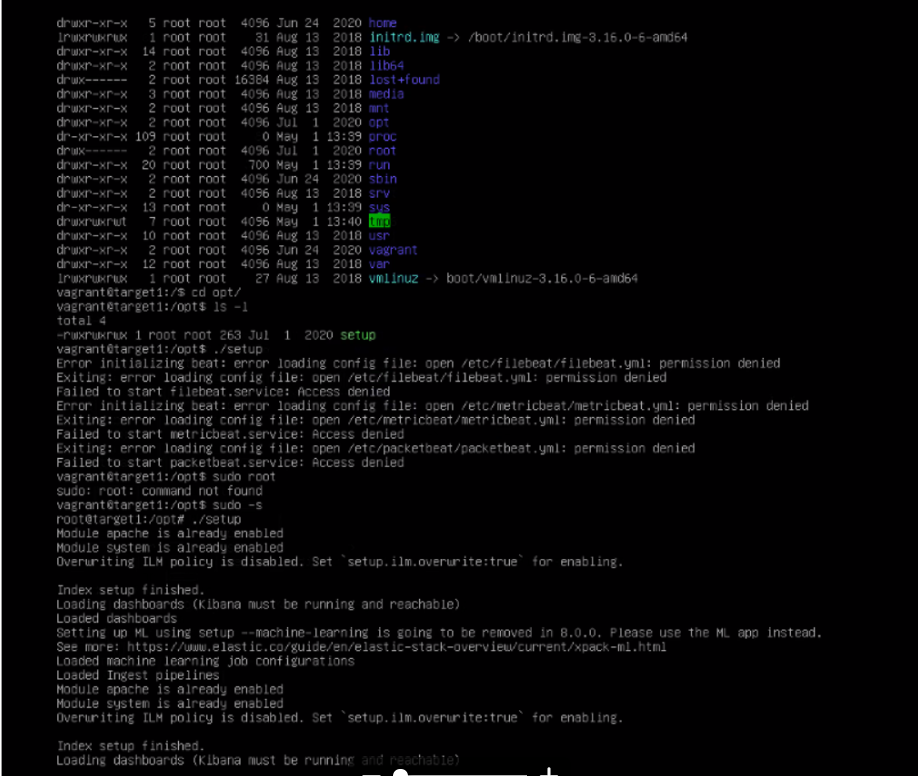 drwxr-xr-x   5 root root  4096 Jun 24  2020 home
lrwxrwxrwx   1 root root    31 Aug 13  2018 initrd.img -> /boot/initrd.img-3.16.0-6-amd64
drwxr-xr-x  14 root root  4096 Aug 13  2018 lib
drwxr-xr-x   2 root root  4096 Aug 13  2018 lib64
drwx------   2 root root 16384 Aug 13  2018 lost+found
drwxr-xr-x   3 root root  4096 Aug 13  2018 media
drwxr-xr-x   2 root root  4096 Aug 13  2018 mnt
drwxr-xr-x   2 root root  4096 Jul  1  2020 opt
dr-xr-xr-x 109 root root     0 May  1 13:39 proc
drwx------   2 root root  4096 Jul  1  2020 root
drwxr-xr-x  20 root root   700 May  1 13:39 run
drwxr-xr-x   2 root root  4096 Jun 24  2020 sbin
drwxr-xr-x   2 root root  4096 Aug 13  2018 srv
dr-xr-xr-x  13 root root     0 May  1 13:39 sys
drwxrwxrwt   7 root root  4096 May  1 13:40 tmp
drwxr-xr-x  10 root root  4096 Aug 13  2018 usr
drwxr-xr-x   2 root root  4096 Jun 24  2020 vagrant
drwxr-xr-x  12 root root  4096 Aug 13  2018 var
lrwxrwxrwx   1 root root    27 Aug 13  2018 vmlinuz -> boot/vmlinuz-3.16.0-6-amd64
vagrant@target1:/$ cd opt/
vagrant@target1:/opt$ ls -l
total 4
-rwxrwxrwx 1 root root 263 Jul  1  2020 setup
vagrant@target1:/opt$ ./setup
Error initializing beat: error loading config file: open /etc/filebeat/filebeat.yml: permission denied
Exiting: error loading config file: open /etc/filebeat/filebeat.yml: permission denied
Failed to start filebeat.service: Access denied
Error initializing beat: error loading config file: open /etc/metricbeat/metricbeat.yml: permission denied
Exiting: error loading config file: open /etc/metricbeat/metricbeat.yml: permission denied
Failed to start metricbeat.service: Access denied
Exiting: error loading config file: open /etc/packetbeat/packetbeat.yml: permission denied
Failed to start packetbeat.service: Access denied
vagrant@target1:/opt$ sudo root
sudo: root: command not found
vagrant@target1:/opt$ sudo -s
root@target1:/opt# ./setup
Module apache is already enabled
Module system is already enabled
Overwriting ILM policy is disabled. Set `setup.ilm.overwrite:true` for enabling.

Index setup finished.
Loading dashboards (Kibana must be running and reachable)
Loaded dashboards
Setting up ML using setup --machine-learning is going to be removed in 8.0.0. Please use the ML app instead.
See more: https://www.elastic.co/guide/en/elastic-stack-overview/current/xpack-ml.html
Loaded machine learning job configurations
Loaded Ingest pipelines
Module apache is already enabled
Module system is already enabled
Overwriting ILM policy is disabled. Set `setup.ilm.overwrite:true` for enabling.

Index setup finished.
Loading dashboards (Kibana must be running and reachable)